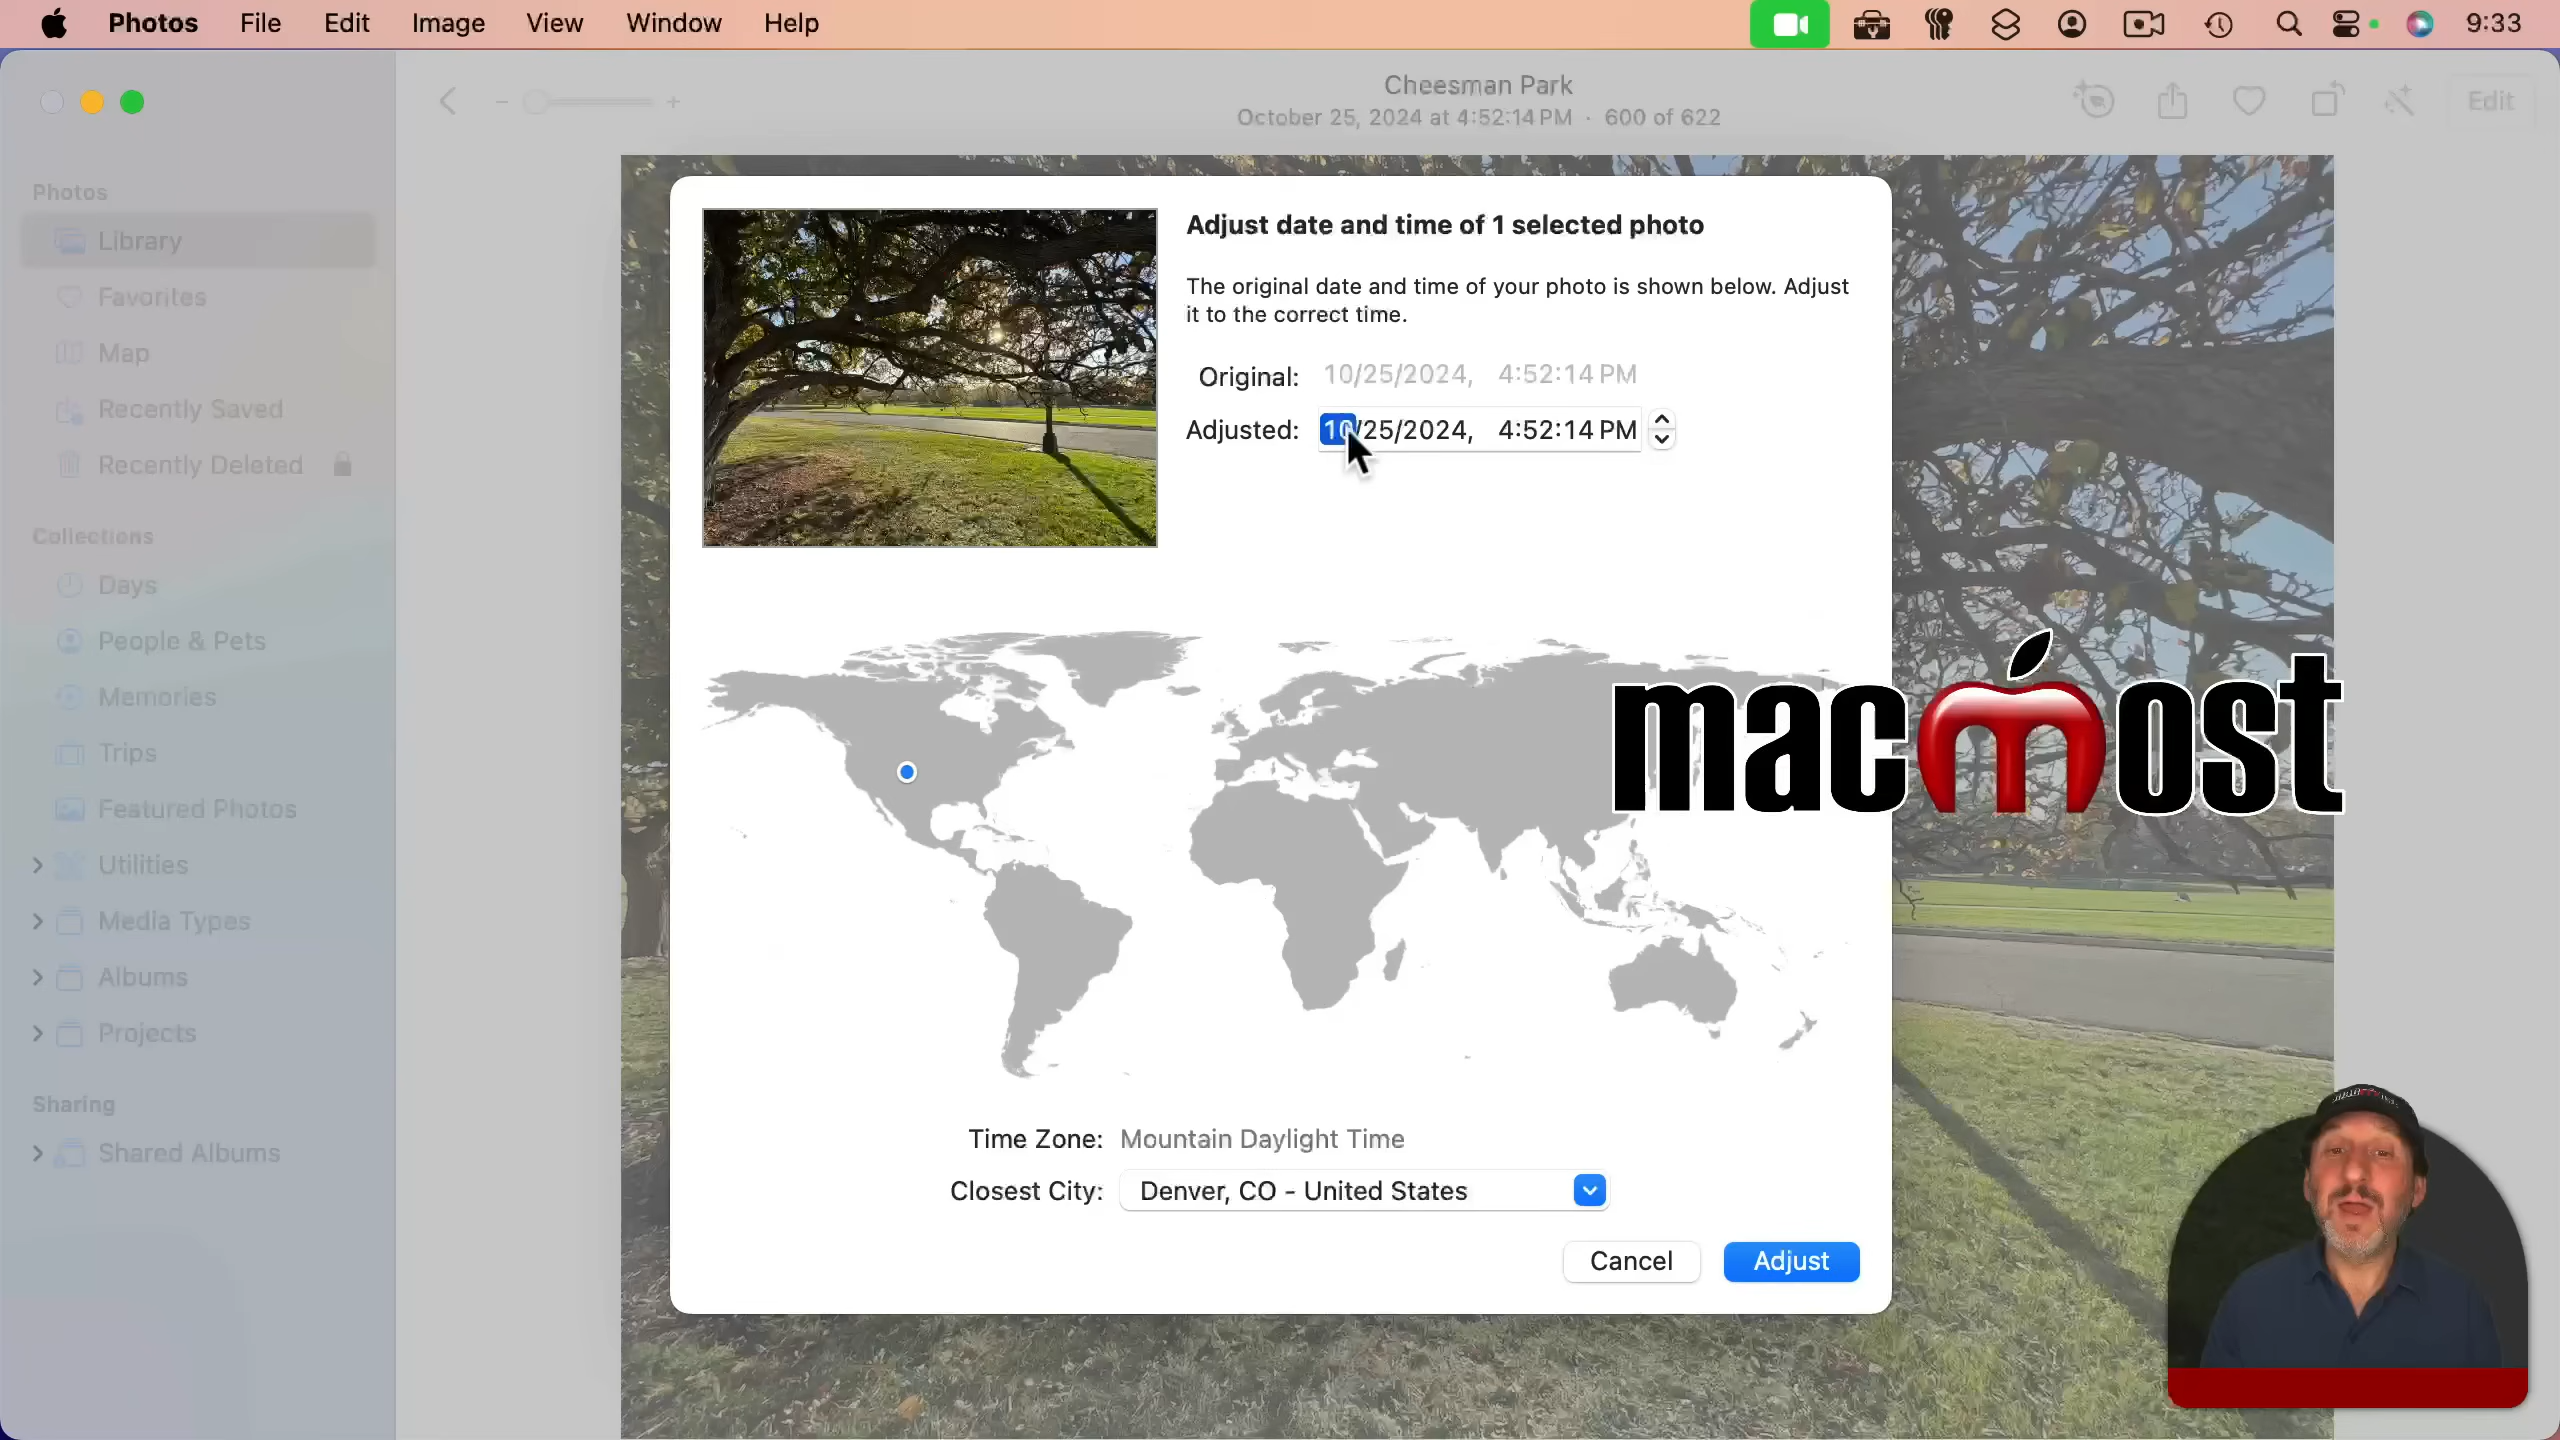 Photos File Edit Image View Window Help 9:33
Cheesman Park
October 25, 2024 at 4:52:14 PM · 600 of 622
Edit
Photos
Library
Favorites
Map
Recently Saved
Recently Deleted
Collections
Days
People & Pets
Memories
Trips
Featured Photos
Utilities
Media Types
Albums
Projects
Sharing
Shared Albums
Adjust date and time of 1 selected photo
The original date and time of your photo is shown below. Adjust
it to the correct time.
Original: 10/25/2024, 4:52:14 PM
Adjusted: 10/25/2024, 4:52:14 PM
macmost
Time Zone: Mountain Daylight Time
Closest City: Denver, CO - United States
Cancel Adjust